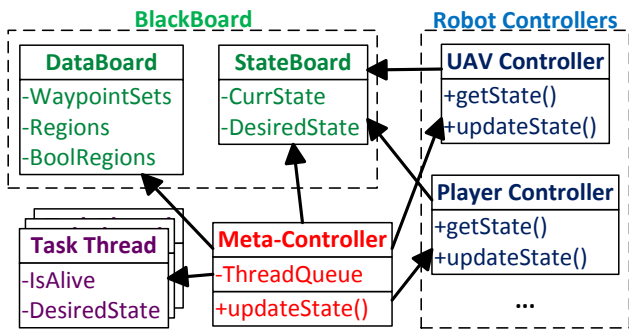 BlackBoard
DataBoard
-WaypointSets
-Regions
-BoolRegions
StateBoard
-CurrState
-DesiredState
Robot Controllers
UAV Controller
+getState()
+updateState()
Player Controller
+getState()
+updateState()
...
Task Thread
-IsAlive
-DesiredState
Meta-Controller
-ThreadQueue
+updateState()